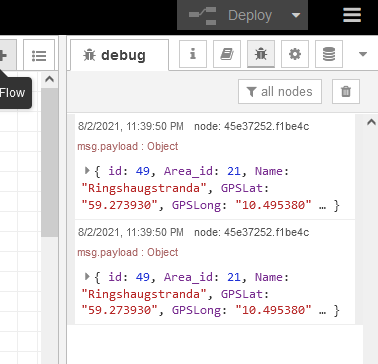 Deploy
debug
Flow
all nodes
8/2/2021, 11:39:50 PM node: 45e37252.f1be4c
msg.payload : Object
{ id: 49, Area_id: 21, Name:
"Ringshaugstranda", GPSLat:
"59.273930", GPSLong: "10.495380" … }
8/2/2021, 11:39:50 PM node: 45e37252.f1be4c
msg.payload : Object
{ id: 49, Area_id: 21, Name:
"Ringshaugstranda", GPSLat:
"59.273930", GPSLong: "10.495380" … }